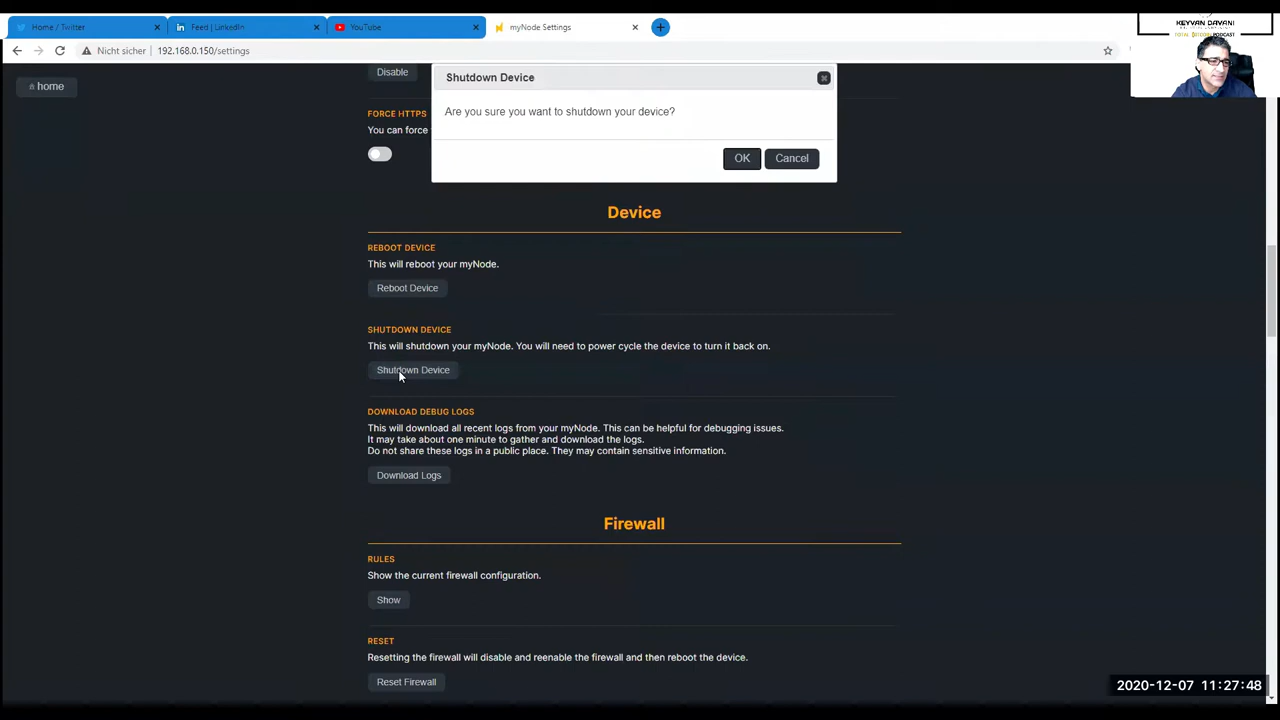 Home / Twitter
Feed | LinkedIn
YouTube
myNode Settings
KEYVAN DAVANI
TOTAL BITCOIN PODCAST
Nicht sicher
192.168.0.150/settings
home
Disable
Shutdown Device
Are you sure you want to shutdown your device?
OK
Cancel
FORCE HTTPS
You can force
Device
REBOOT DEVICE
This will reboot your myNode.
Reboot Device
SHUTDOWN DEVICE
This will shutdown your myNode. You will need to power cycle the device to turn it back on.
Shutdown Device
DOWNLOAD DEBUG LOGS
This will download all recent logs from your myNode. This can be helpful for debugging issues.
It may take about one minute to gather and download the logs.
Do not share these logs in a public place. They may contain sensitive information.
Download Logs
Firewall
RULES
Show the current firewall configuration.
Show
RESET
Resetting the firewall will disable and reenable the firewall and then reboot the device.
Reset Firewall
2020-12-07 11:27:48